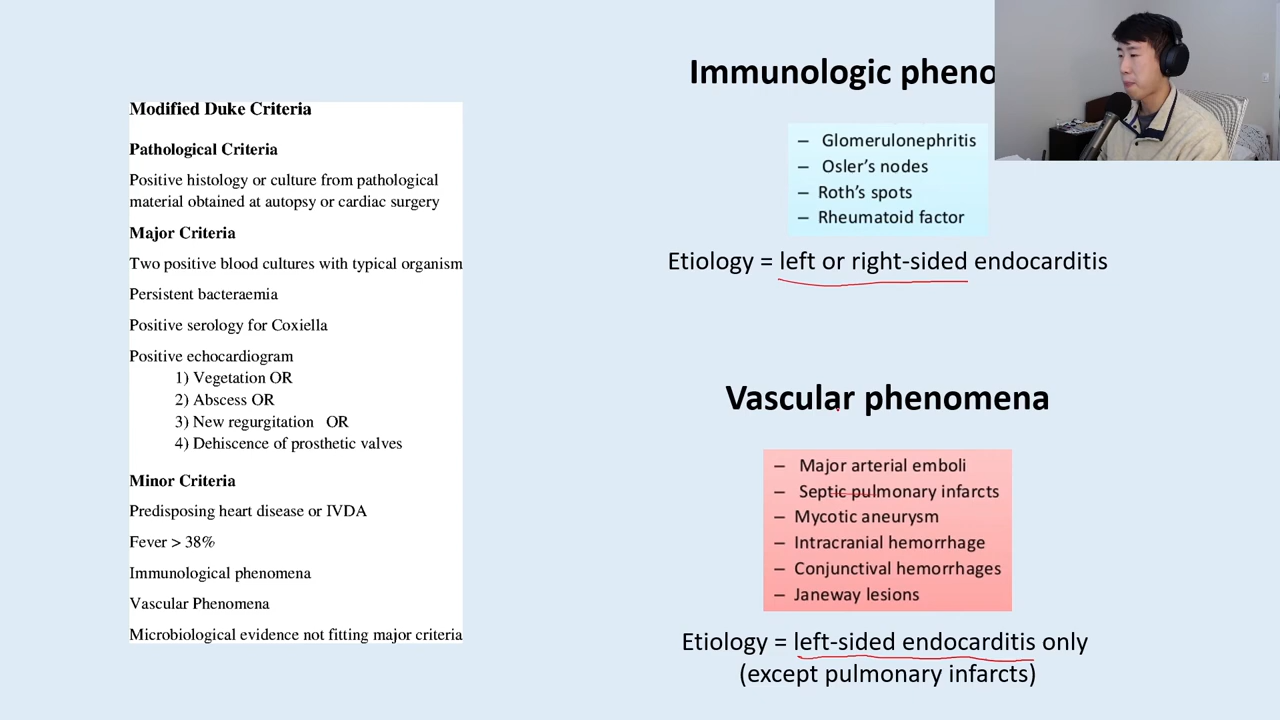 Modified Duke Criteria
Pathological Criteria
Positive histology or culture from pathological
material obtained at autopsy or cardiac surgery
Major Criteria
Two positive blood cultures with typical organism
Persistent bacteraemia
Positive serology for Coxiella
Positive echocardiogram
1) Vegetation OR
2) Abscess OR
3) New regurgitation OR
4) Dehiscence of prosthetic valves
Minor Criteria
Predisposing heart disease or IVDA
Fever > 38%
Immunological phenomena
Vascular Phenomena
Microbiological evidence not fitting major criteria
Immunologic pheno
– Glomerulonephritis
– Osler’s nodes
– Roth’s spots
– Rheumatoid factor
Etiology = left or right-sided endocarditis
Vascular phenomena
– Major arterial emboli
– Septic pulmonary infarcts
– Mycotic aneurysm
– Intracranial hemorrhage
– Conjunctival hemorrhages
– Janeway lesions
Etiology = left-sided endocarditis only
(except pulmonary infarcts)